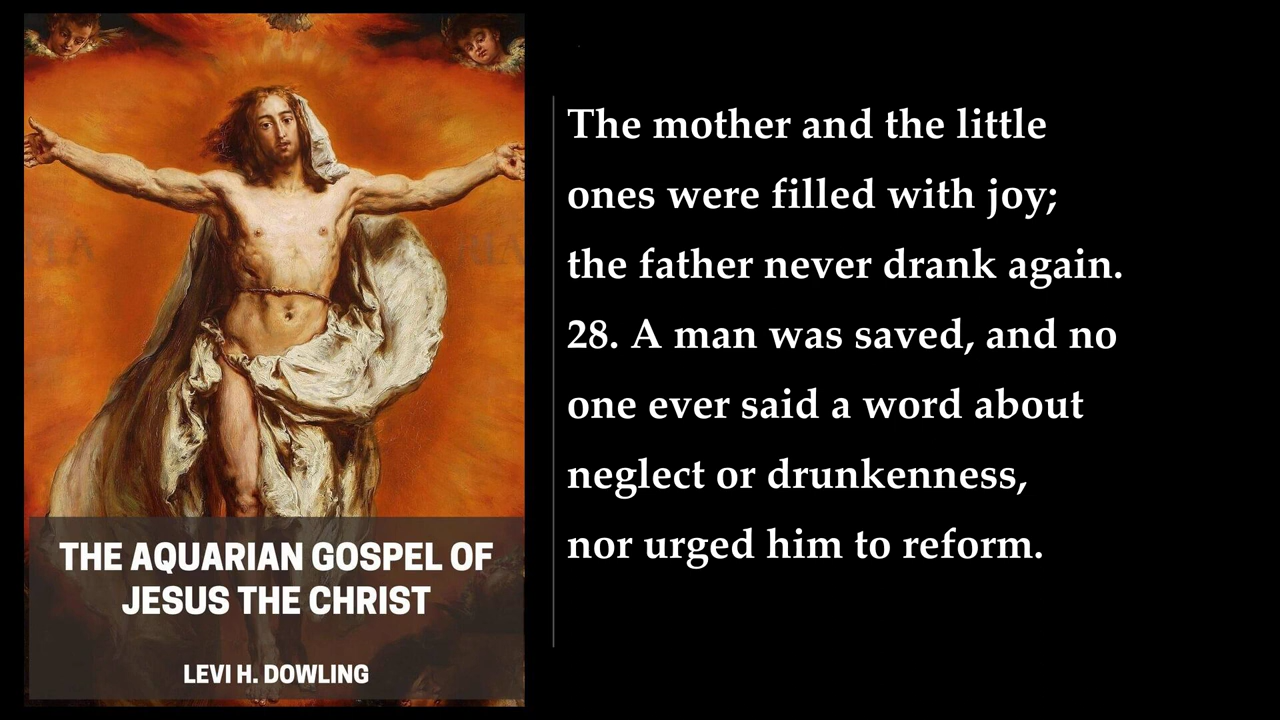 THE AQUARIAN GOSPEL OF
JESUS THE CHRIST
LEVI H. DOWLING
The mother and the little
ones were filled with joy;
the father never drank again.
28. A man was saved, and no
one ever said a word about
neglect or drunkenness,
nor urged him to reform.